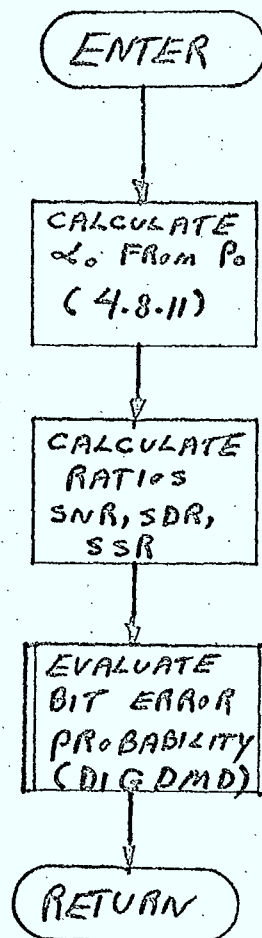 ENTER
CALCULATE
α₀ FROM P₀
(4.8.11)
CALCULATE
RATIOS
SNR, SDR,
SSR
EVALUATE
BIT ERROR
PROBABILITY
(DIGDMD)
RETURN